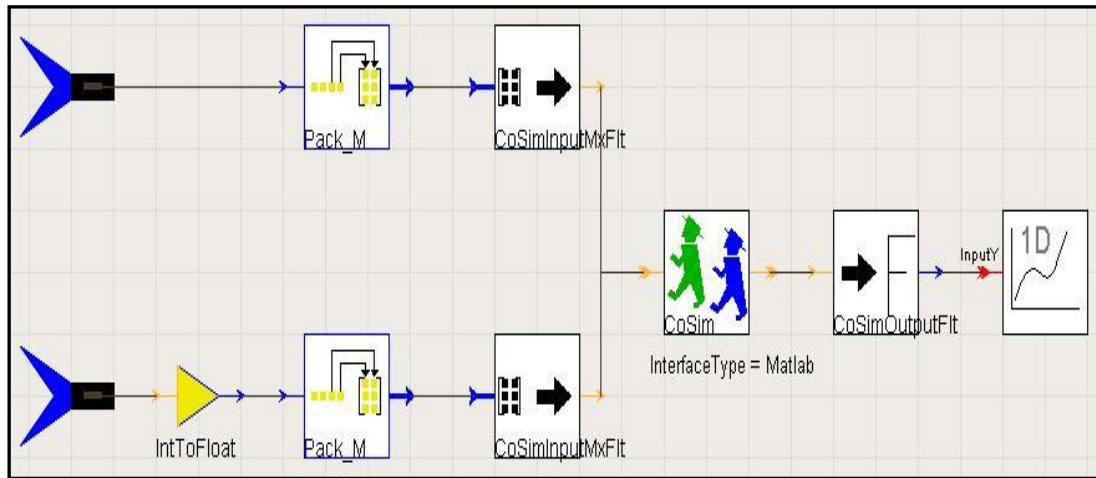 Pack_M
CoSimInputMxFlt
1D
InputY
CoSim
CoSimOutputFlt
InterfaceType = Matlab
IntToFloat
Pack_M
CoSimInputMxFlt